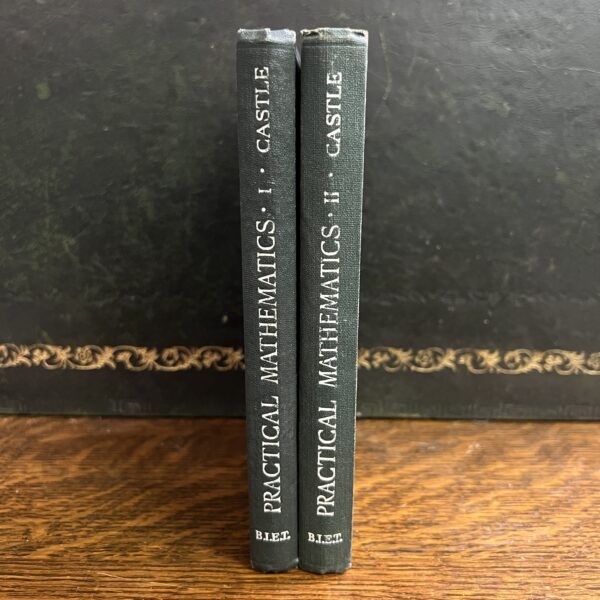 PRACTICAL MATHEMATICS · I · CASTLE
B.I.E.T.
PRACTICAL MATHEMATICS · II · CASTLE
B.I.E.T.